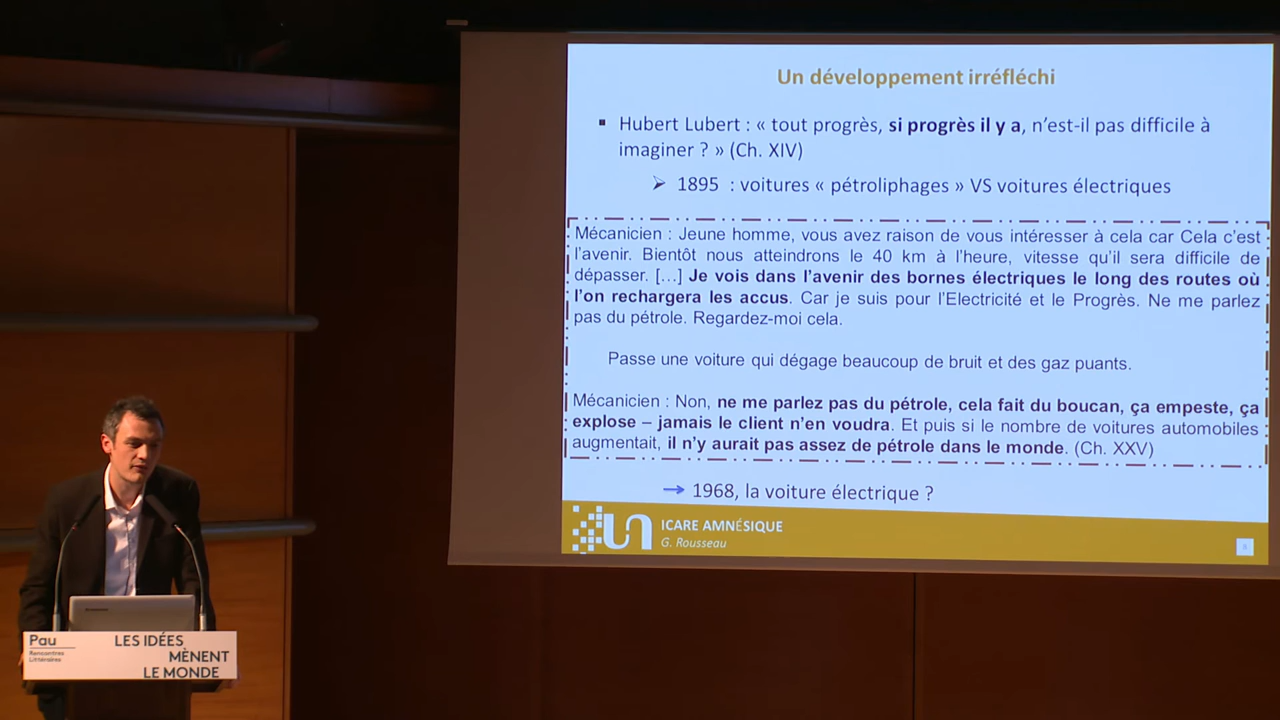 Un développement irréfléchi
▪ Hubert Lubert : « tout progrès, si progrès il y a, n’est-il pas difficile à
imaginer ? » (Ch. XIV)
➢ 1895 : voitures « pétroliphages » VS voitures électriques
Mécanicien : Jeune homme, vous avez raison de vous intéresser à cela car Cela c’est
l’avenir. Bientôt nous atteindrons le 40 km à l’heure, vitesse qu’il sera difficile de
dépasser. […] Je vois dans l’avenir des bornes électriques le long des routes où
l’on rechargera les accus. Car je suis pour l’Electricité et le Progrès. Ne me parlez
pas du pétrole. Regardez-moi cela.
Passe une voiture qui dégage beaucoup de bruit et des gaz puants.
Mécanicien : Non, ne me parlez pas du pétrole, cela fait du boucan, ça empeste, ça
explose – jamais le client n’en voudra. Et puis si le nombre de voitures automobiles
augmentait, il n’y aurait pas assez de pétrole dans le monde. (Ch. XXV)
→ 1968, la voiture électrique ?
un
ICARE AMNÉSIQUE
G. Rousseau
Pau
Rencontres
Littéraires
LES IDÉES
MÈNENT
LE MONDE